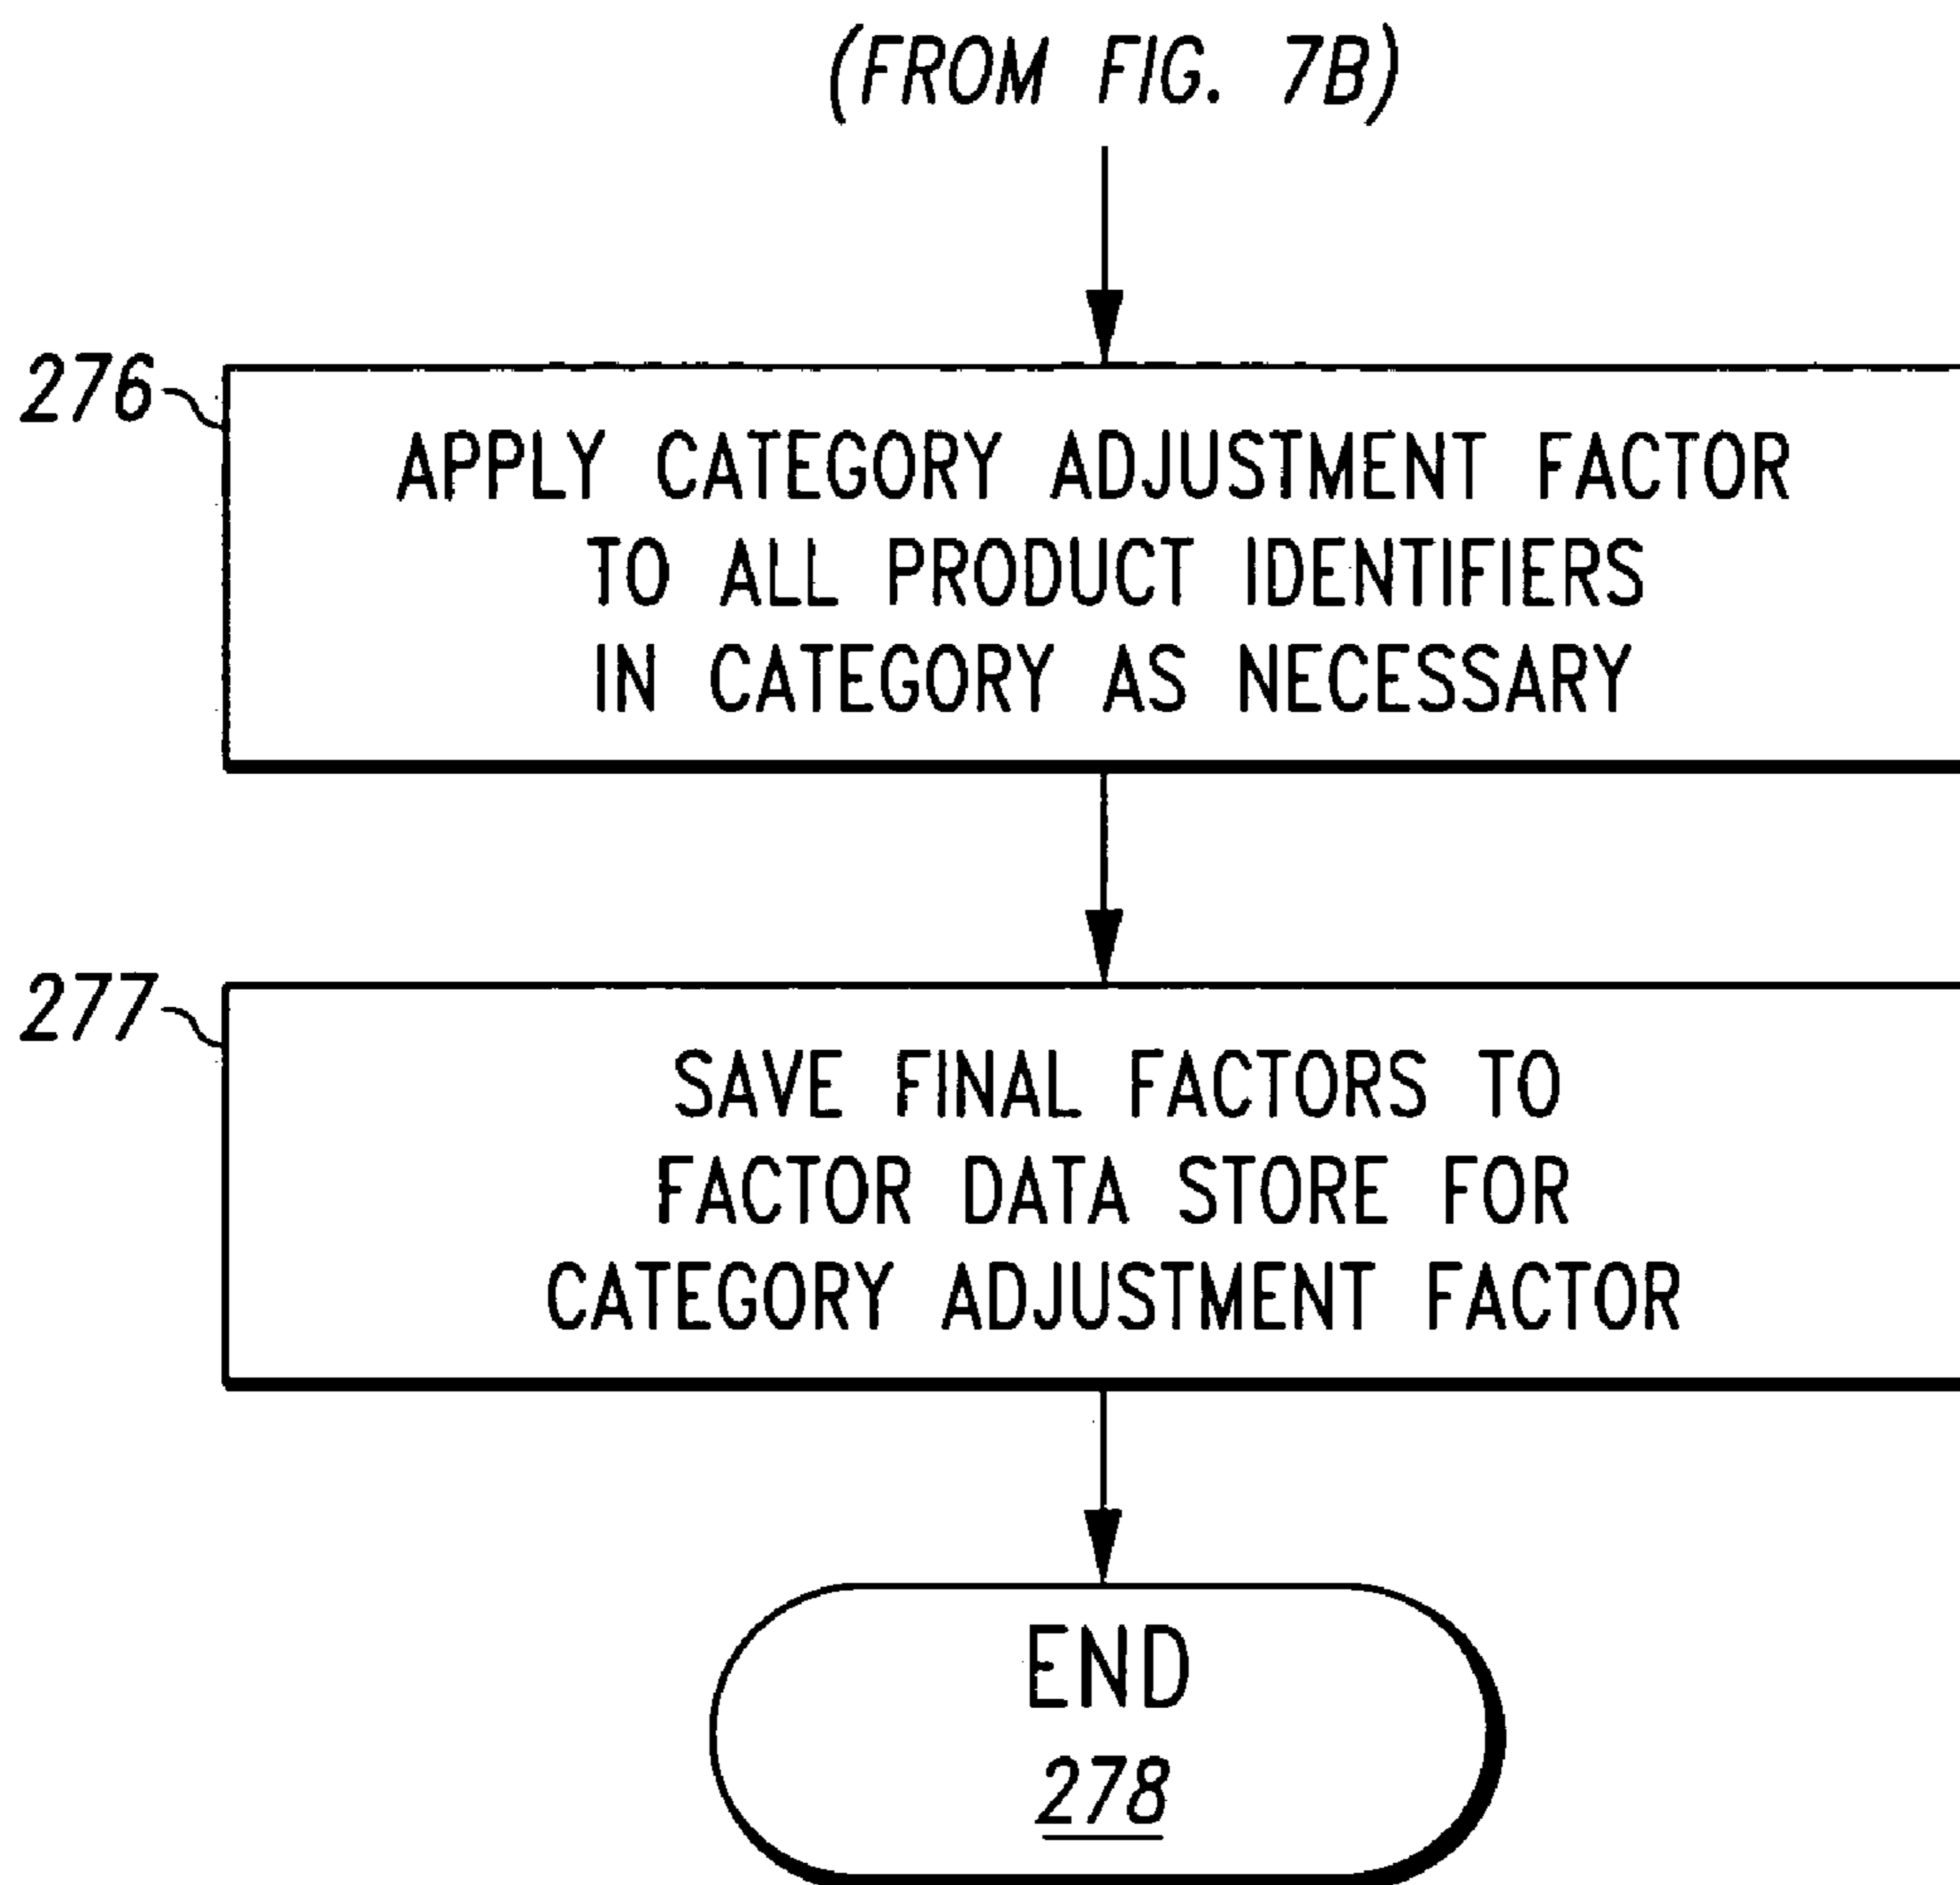 (FROM FIG. 7B)
276
APPLY CATEGORY ADJUSTMENT FACTOR
TO ALL PRODUCT IDENTIFIERS
IN CATEGORY AS NECESSARY
277
SAVE FINAL FACTORS TO
FACTOR DATA STORE FOR
CATEGORY ADJUSTMENT FACTOR
END
278